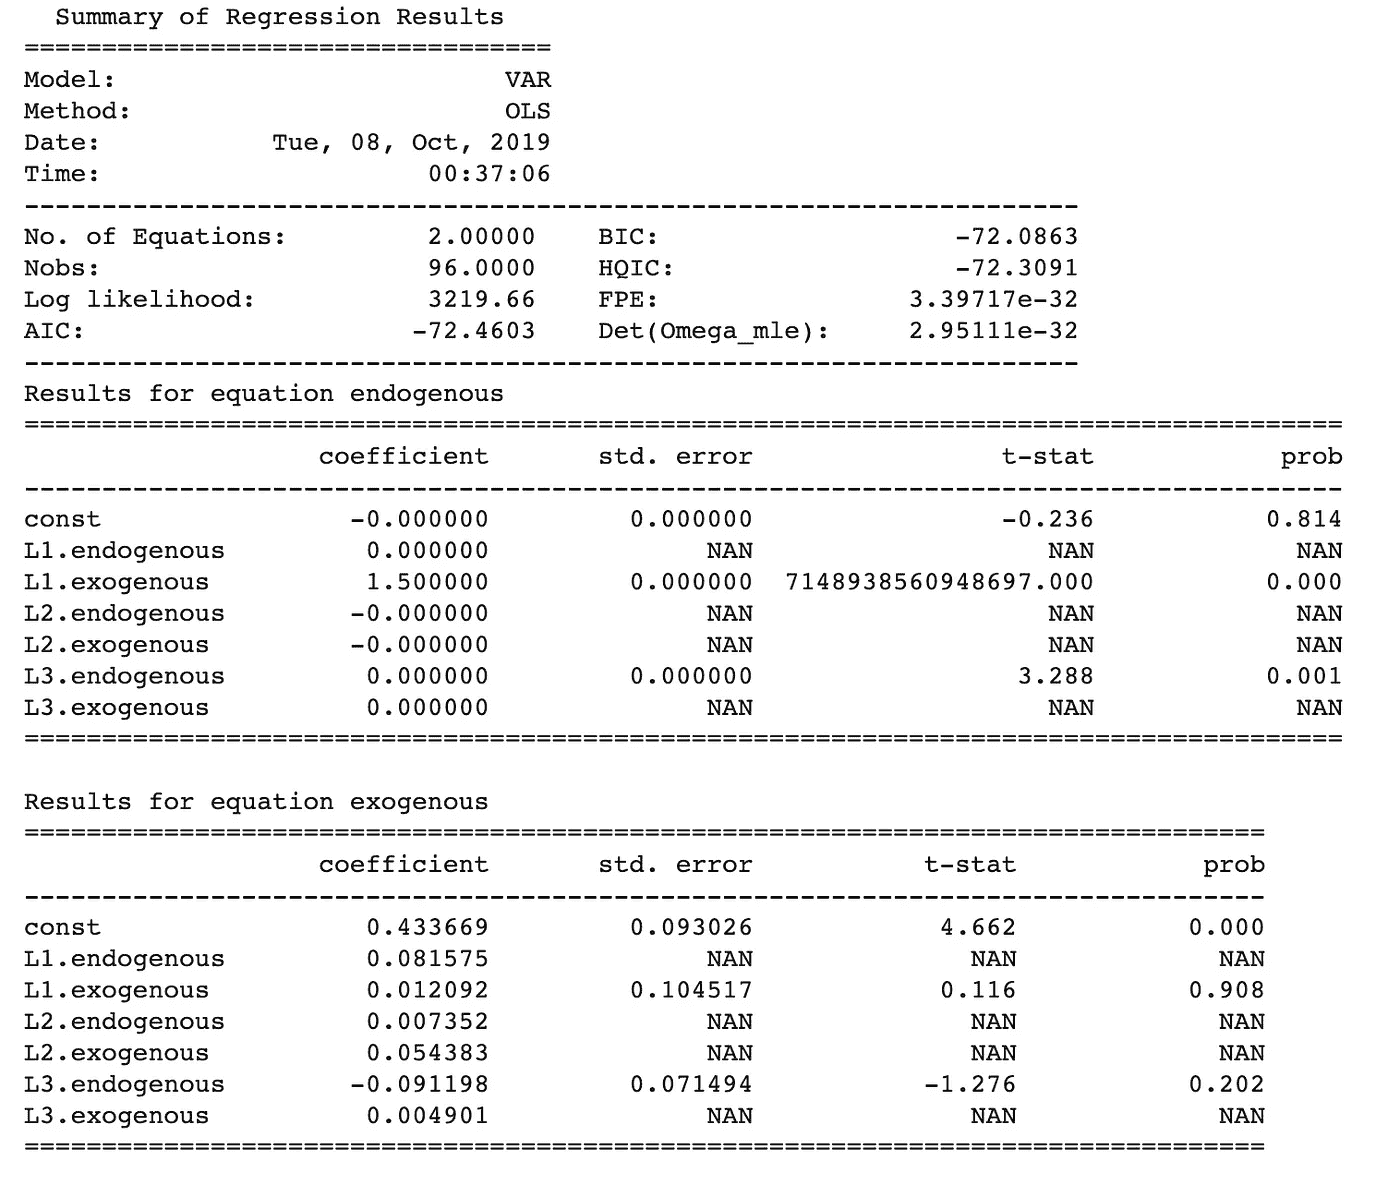 Summary of Regression Results
==================================
Model: VAR
Method: OLS
Date: Tue, 08, Oct, 2019
Time: 00:37:06
--------------------------------------------------------------------
No. of Equations: 2.00000 BIC: -72.0863
Nobs: 96.0000 HQIC: -72.3091
Log likelihood: 3219.66 FPE: 3.39717e-32
AIC: -72.4603 Det(Omega_mle): 2.95111e-32
--------------------------------------------------------------------
Results for equation endogenous
=====================================================================================
coefficient std. error t-stat prob
-------------------------------------------------------------------------------------
const -0.000000 0.000000 -0.236 0.814
L1.endogenous 0.000000 NAN NAN NAN
L1.exogenous 1.500000 0.000000 7148938560948697.000 0.000
L2.endogenous -0.000000 NAN NAN NAN
L2.exogenous -0.000000 NAN NAN NAN
L3.endogenous 0.000000 0.000000 3.288 0.001
L3.exogenous 0.000000 NAN NAN NAN
=====================================================================================
Results for equation exogenous
================================================================================
coefficient std. error t-stat prob
--------------------------------------------------------------------------------
const 0.433669 0.093026 4.662 0.000
L1.endogenous 0.081575 NAN NAN NAN
L1.exogenous 0.012092 0.104517 0.116 0.908
L2.endogenous 0.007352 NAN NAN NAN
L2.exogenous 0.054383 NAN NAN NAN
L3.endogenous -0.091198 0.071494 -1.276 0.202
L3.exogenous 0.004901 NAN NAN NAN
================================================================================